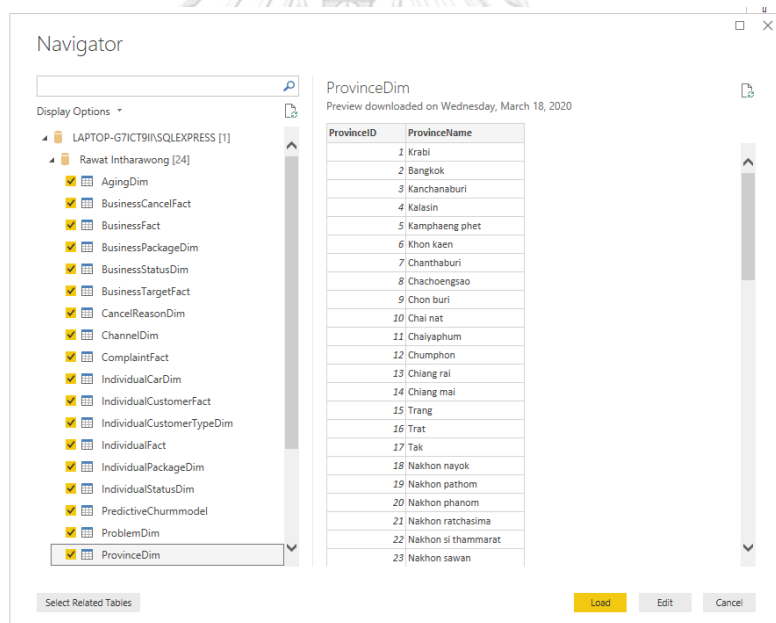 Navigator
Display Options
LAPTOP-G7ICT9II\SQLEXPRESS [1]
Rawat Intharawong [24]
AgingDim
BusinessCancelFact
BusinessFact
BusinessPackageDim
BusinessStatusDim
BusinessTargetFact
CancelReasonDim
ChannelDim
ComplaintFact
IndividualCarDim
IndividualCustomerFact
IndividualCustomerTypeDim
IndividualFact
IndividualPackageDim
IndividualStatusDim
PredictiveChurmmodel
ProblemDim
ProvinceDim
ProvinceDim
Preview downloaded on Wednesday, March 18, 2020
ProvinceID ProvinceName
1 Krabi
2 Bangkok
3 Kanchanaburi
4 Kalasin
5 Kamphaeng phet
6 Khon kaen
7 Chanthaburi
8 Chachoengsao
9 Chon buri
10 Chai nat
11 Chaiyaphum
12 Chumphon
13 Chiang rai
14 Chiang mai
15 Trang
16 Trat
17 Tak
18 Nakhon nayok
19 Nakhon pathom
20 Nakhon phanom
21 Nakhon ratchasima
22 Nakhon si thammarat
23 Nakhon sawan
Select Related Tables
Load Edit Cancel